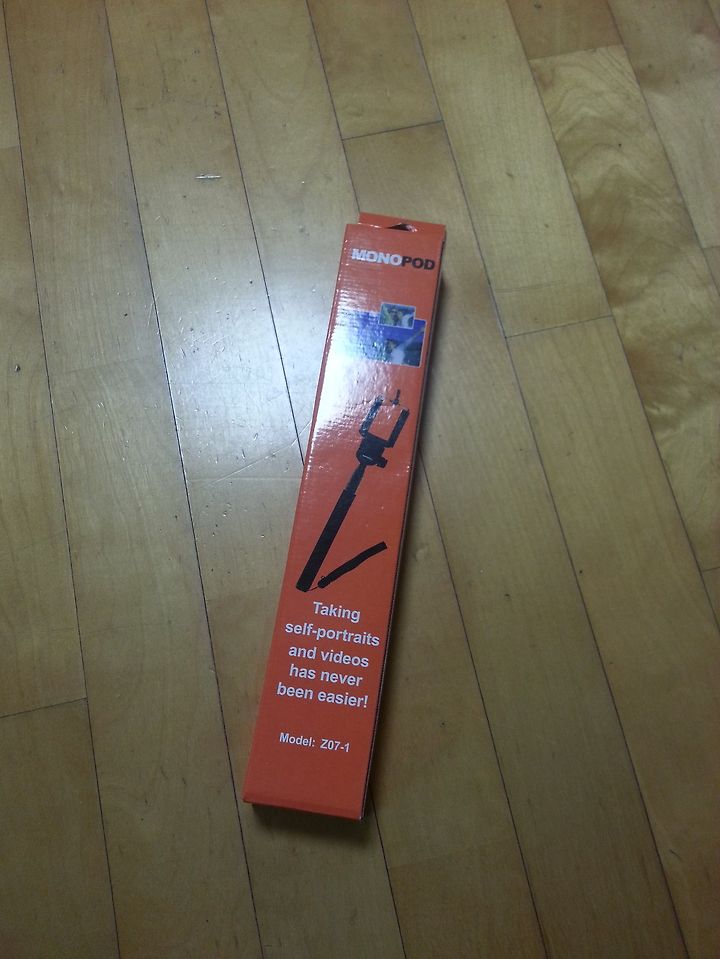 MONOPOD
Taking
self-portraits
and videos
has never
been easier!
Model: Z07-1